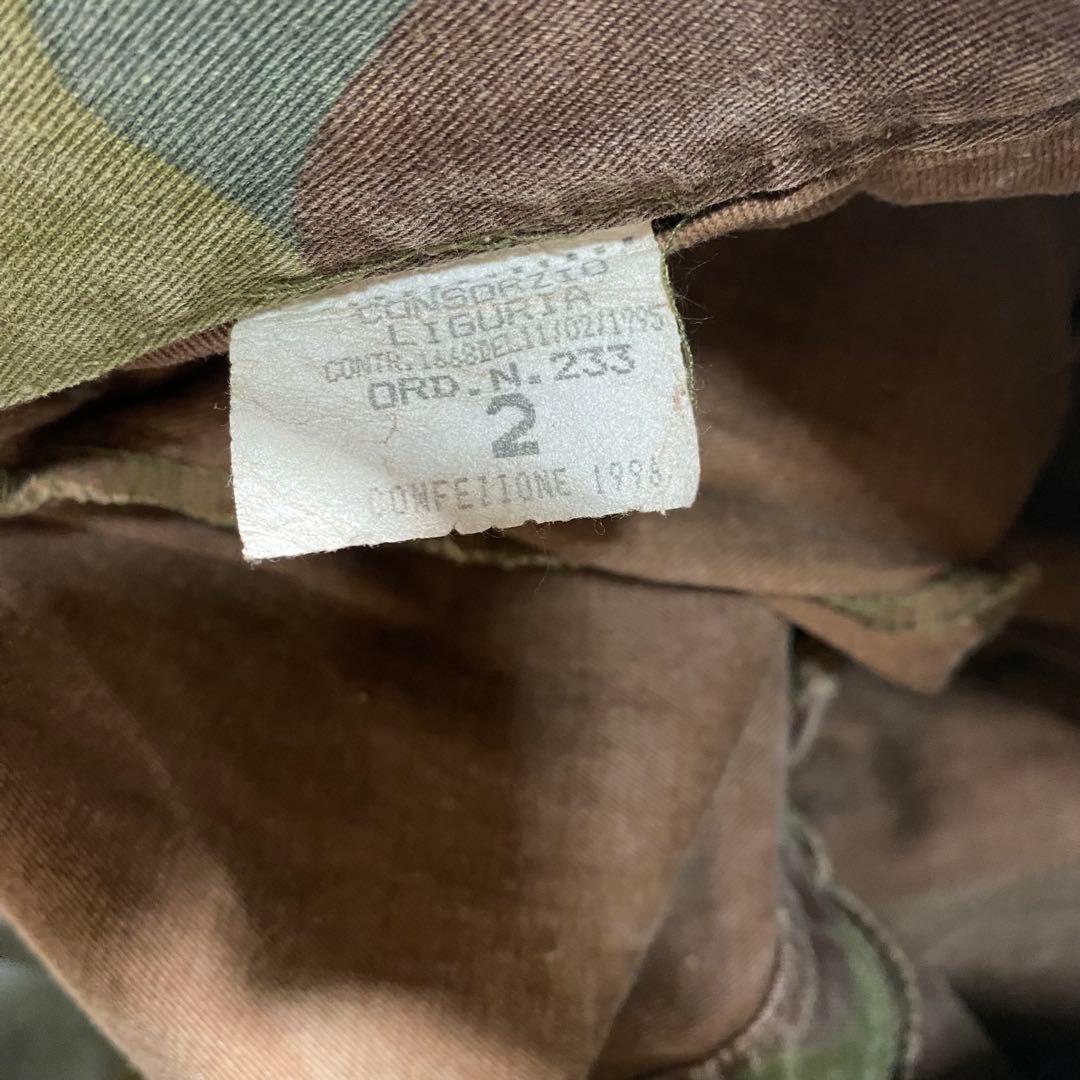 CONSORZIO
LIGURIA
CONTR.1668DEL11/02/1995
ORD.N.233
2
CONFEZIONE 1996